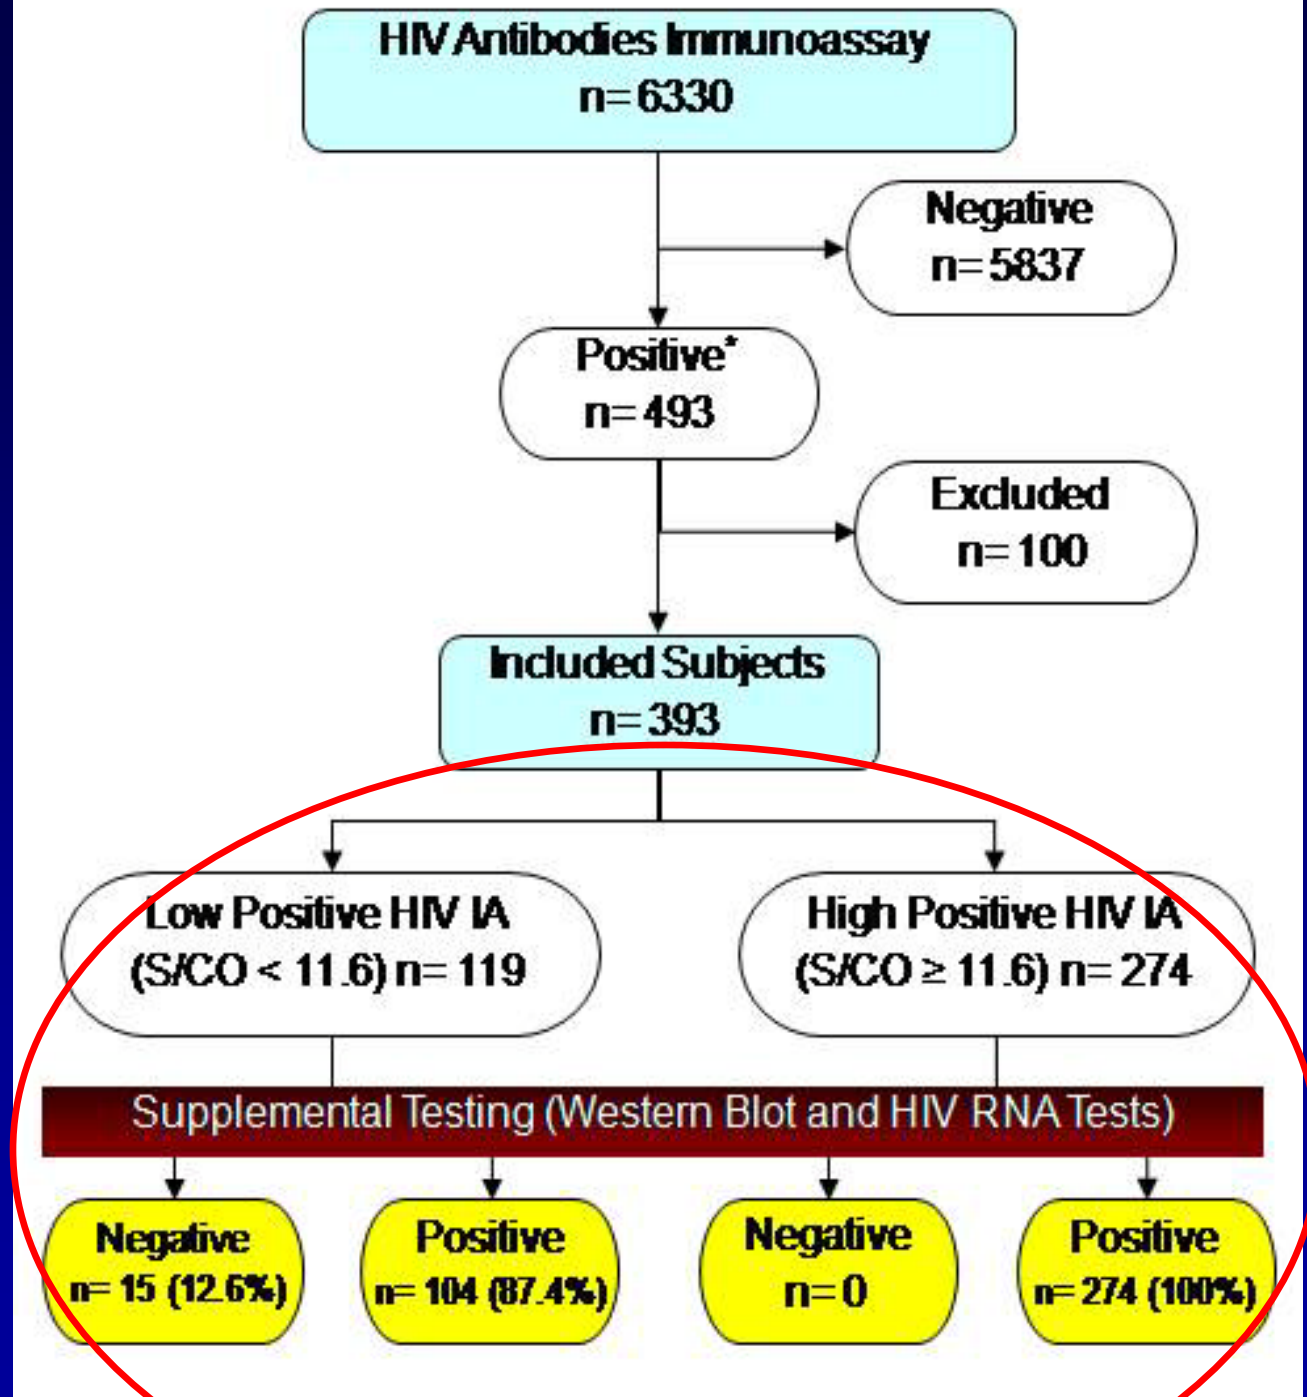 HIV Antibodies Immunoassay
n= 6330
Negative
n= 5837
Positive*
n= 493
Excluded
n= 100
Included Subjects
n= 393
Low Positive HIV IA
(S/CO < 11.6) n= 119
High Positive HIV IA
(S/CO ≥ 11.6) n= 274
Supplemental Testing (Western Blot and HIV RNA Tests)
Negative
n= 15 (12.6%)
Positive
n= 104 (87.4%)
Negative
n= 0
Positive
n= 274 (100%)